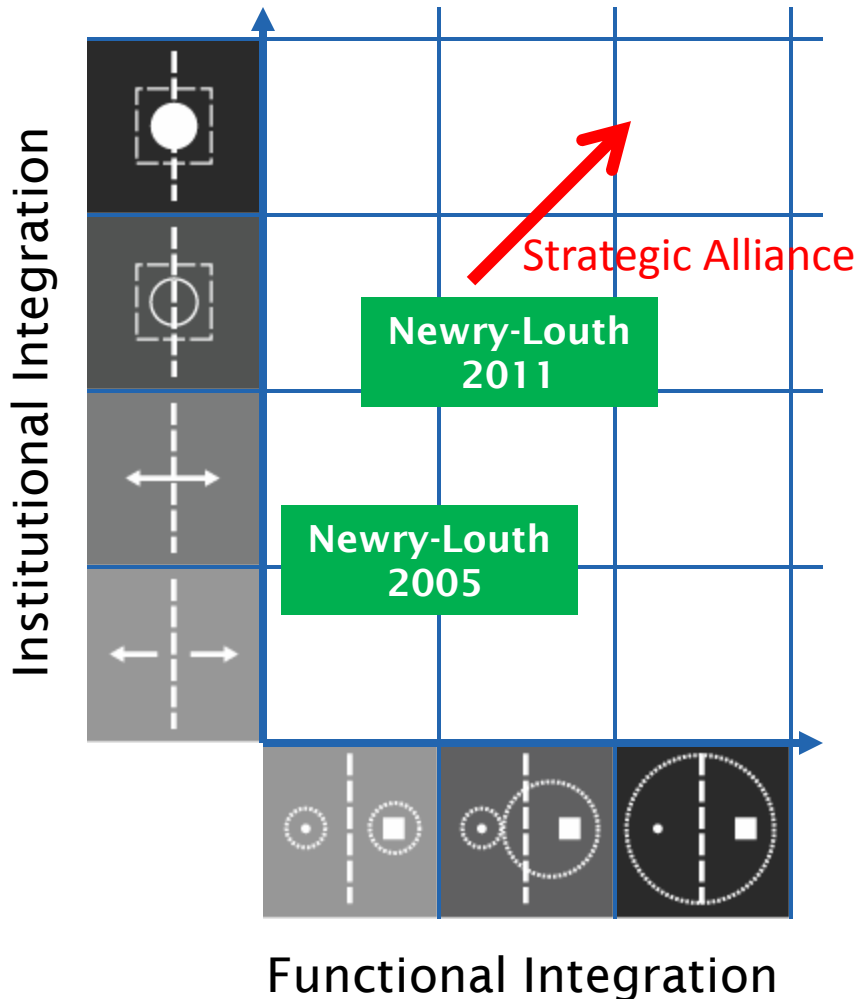 Institutional Integration
Strategic Alliance
Newry-Louth
2011
Newry-Louth
2005
Functional Integration